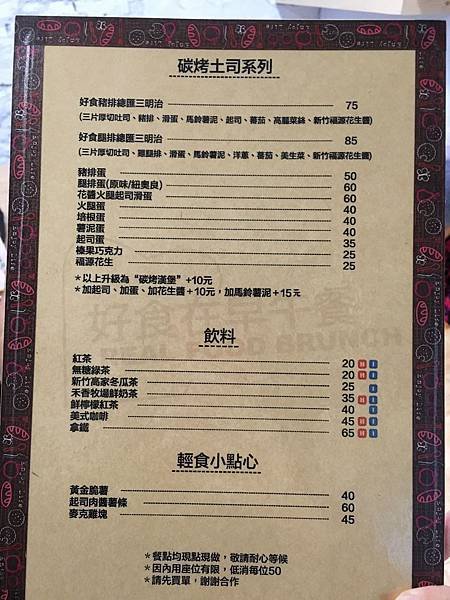 碳烤土司系列
好食豬排總匯三明治 75
(三片厚切吐司、豬排、滑蛋、馬鈴薯泥、起司、蕃茄、高麗菜絲、新竹福源花生醬)
好食腿排總匯三明治 85
(三片厚切吐司、雞腿排、滑蛋、馬鈴薯泥、洋蔥、蕃茄、美生菜、新竹福源花生醬)
豬排蛋 50
腿排蛋(原味/紐奧良) 60
花醬火腿起司滑蛋 60
火腿蛋 40
培根蛋 40
薯泥蛋 40
起司蛋 35
榛果巧克力 25
福源花生 25
*以上升級為“碳烤漢堡”+10元
*加起司、加蛋、加花生醬+10元，加馬鈴薯泥+15元
飲料
紅茶 20 H I
無糖綠茶 20 H I
新竹高家冬瓜茶 25 I
禾香牧場鮮奶茶 35 H I
鮮檸檬紅茶 40 I
美式咖啡 45 H I
拿鐵 65 H I
輕食小點心
黃金脆薯 40
起司肉醬薯條 60
麥克雞塊 45
*餐點均現點現做，敬請耐心等候
*因內用座位有限，低消每位50
*請先買單，謝謝合作